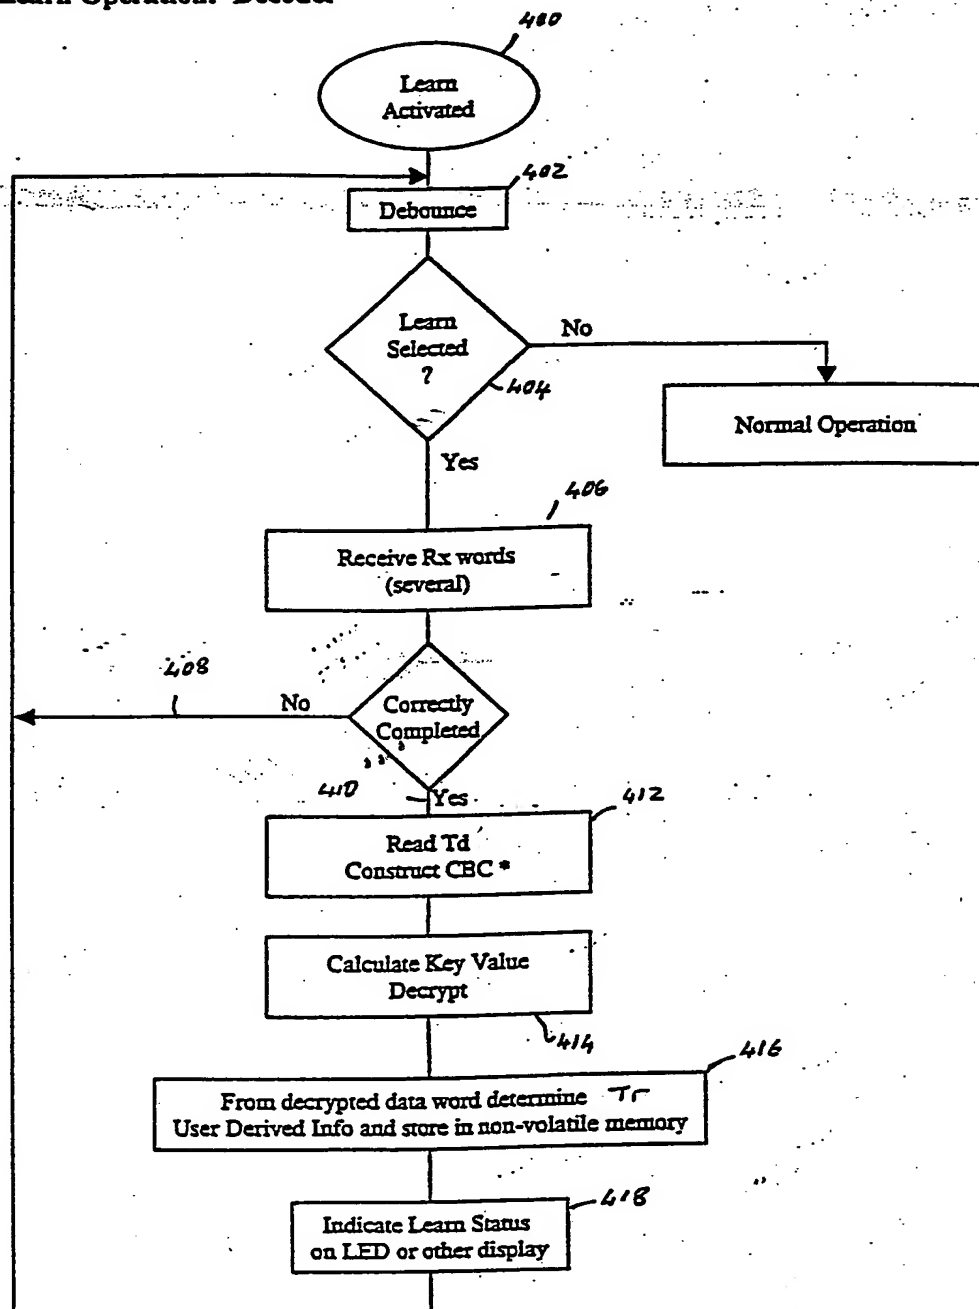 Learn Operation: Decoder
400
Learn
Activated
402
Debounce
Learn
Selected
?
404
No
Normal Operation
Yes
406
Receive Rx words
(several)
408
No
Correctly
Completed
410
Yes
412
Read Td
Construct CBC *
Calculate Key Value
Decrypt
414
416
From decrypted data word determine Tr
User Derived Info and store in non-volatile memory
418
Indicate Learn Status
on LED or other display